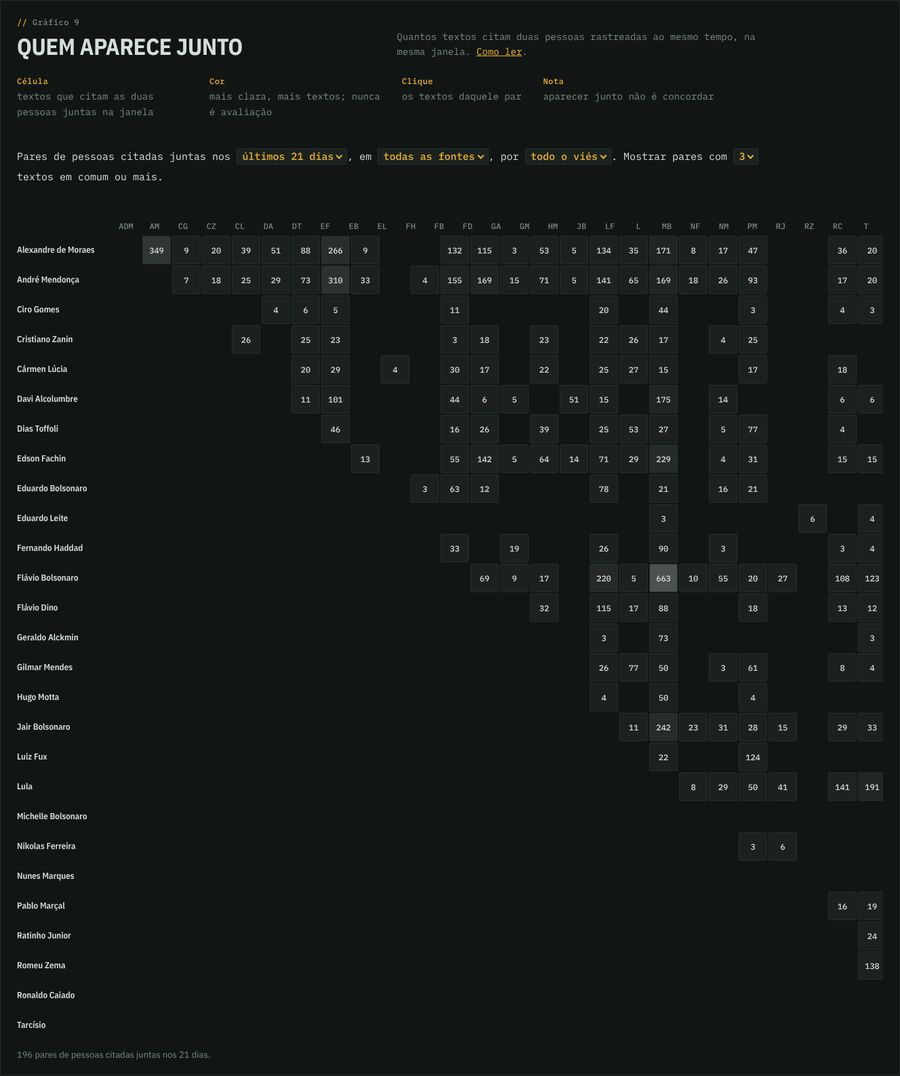 // Gráfico 9
QUEM APARECE JUNTO
Quantos textos citam duas pessoas rastreadas ao mesmo tempo, na
mesma janela. Como ler.
Célula Cor Clique Nota
textos que citam as duas mais clara, mais textos; nunca os textos daquele par aparecer junto não é concordar
pessoas juntas na janela é avaliação
Pares de pessoas citadas juntas nos últimos 21 dias, em todas as fontes, por todo o viés. Mostrar pares com 3
textos em comum ou mais.
ADM AM CG CZ CL DA DT EF EB EL FH FB FD GA GM HM JB LF L MB NF NM PM RJ RZ RC T
Alexandre de Moraes 349 9 20 39 51 88 266 9 132 115 3 53 5 134 35 171 8 17 47 36 20
André Mendonça 7 18 25 29 73 310 33 4 155 169 15 71 5 141 65 169 18 26 93 17 20
Ciro Gomes 4 6 5 11 20 44 3 4 3
Cristiano Zanin 26 25 23 3 18 23 22 26 17 4 25
Cármen Lúcia 20 29 4 30 17 22 25 27 15 17 18
Davi Alcolumbre 11 101 44 6 5 51 15 175 14 6 6
Dias Toffoli 46 16 26 39 25 53 27 5 77 4
Edson Fachin 13 55 142 5 64 14 71 29 229 4 31 15 15
Eduardo Bolsonaro 3 63 12 78 21 16 21
Eduardo Leite 3 6 4
Fernando Haddad 33 19 26 90 3 3 4
Flávio Bolsonaro 69 9 17 220 5 663 10 55 20 27 108 123
Flávio Dino 32 115 17 88 18 13 12
Geraldo Alckmin 3 73 3
Gilmar Mendes 26 77 50 3 61 8 4
Hugo Motta 4 50 4
Jair Bolsonaro 11 242 23 31 28 15 29 33
Luiz Fux 22 124
Lula 8 29 50 41 141 191
Michelle Bolsonaro
Nikolas Ferreira 3 6
Nunes Marques
Pablo Marçal 16 19
Ratinho Junior 24
Romeu Zema 138
Ronaldo Caiado
Tarcísio
196 pares de pessoas citadas juntas nos 21 dias.